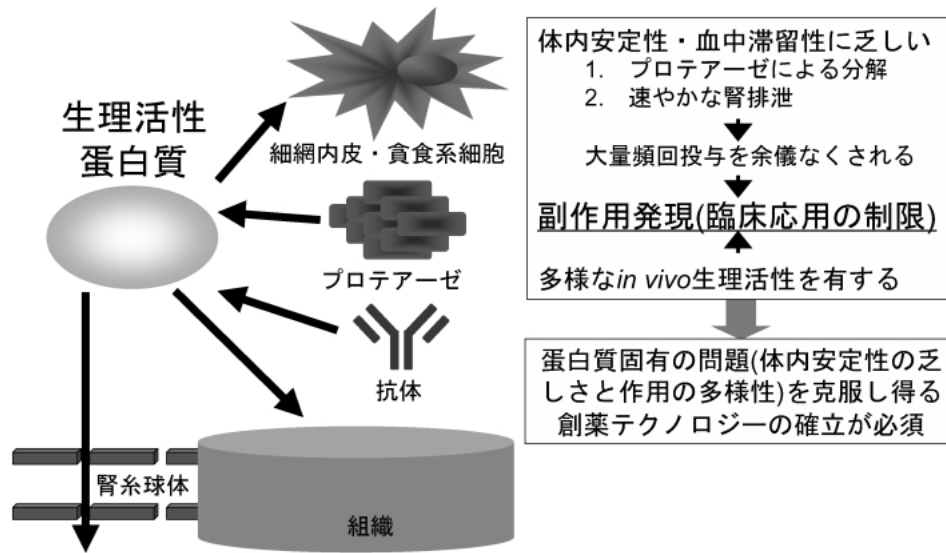 生理活性
蛋白質
細網内皮・貪食系細胞
プロテアーゼ
抗体
腎糸球体
組織
体内安定性・血中滞留性に乏しい
1. プロテアーゼによる分解
2. 速やかな腎排泄
大量頻回投与を余儀なくされる
副作用発現(臨床応用の制限)
多様なin vivo生理活性を有する
蛋白質固有の問題(体内安定性の乏
しさと作用の多様性)を克服し得る
創薬テクノロジーの確立が必須